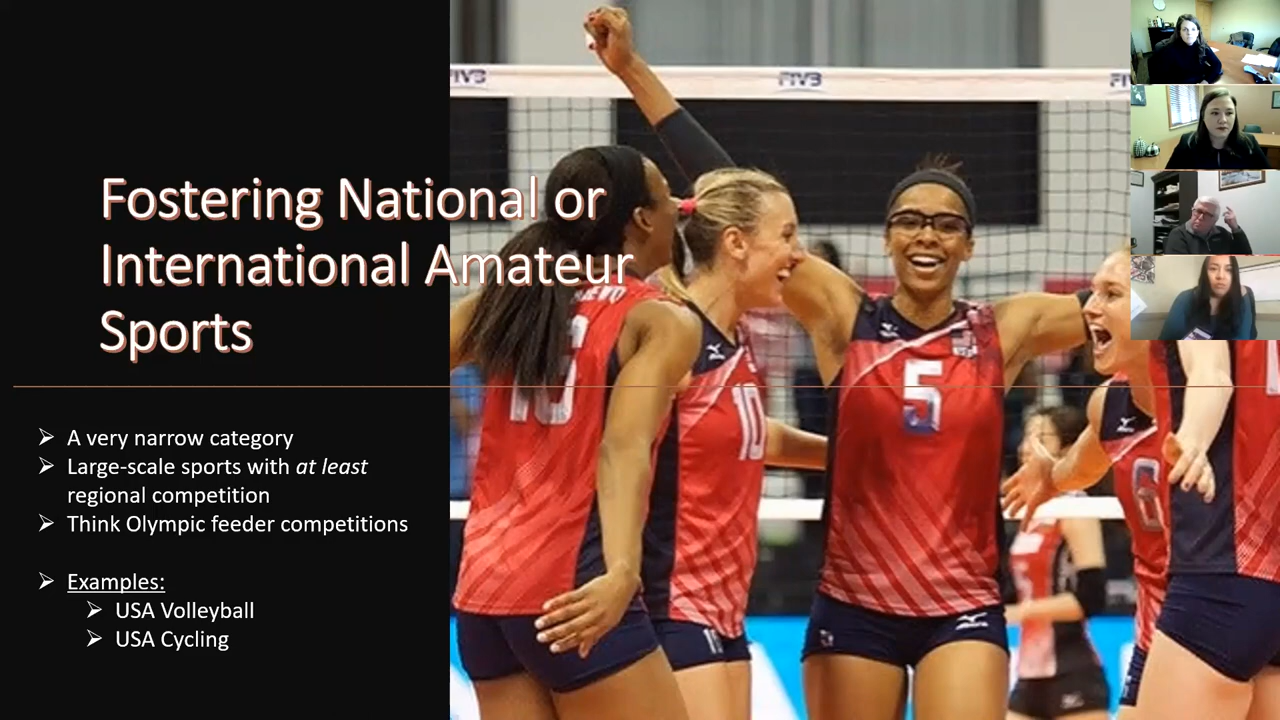 FIVB
FIVB
Fostering National or
International Amateur
Sports
5
10
6
➢ A very narrow category
➢ Large-scale sports with at least
regional competition
➢ Think Olympic feeder competitions
➢ Examples:
➢ USA Volleyball
➢ USA Cycling